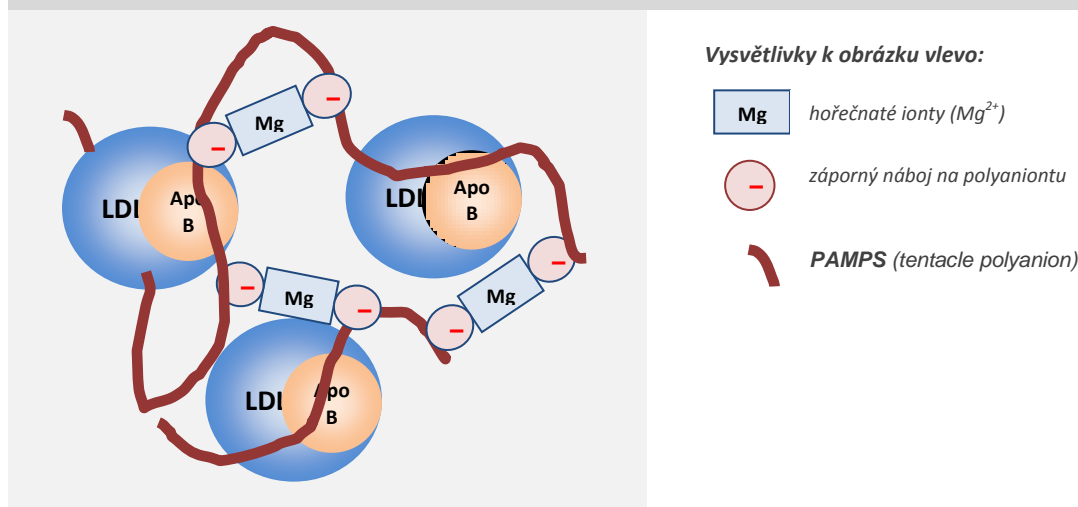 Mg
Mg
Mg
LDL
Apo
B
LDL
Apo
B
LDL
Apo
B
Vysvětlivky k obrázku vlevo:
Mg
hořečnaté ionty (Mg²⁺)
záporný náboj na polyaniontu
PAMPS (tentacle polyanion)